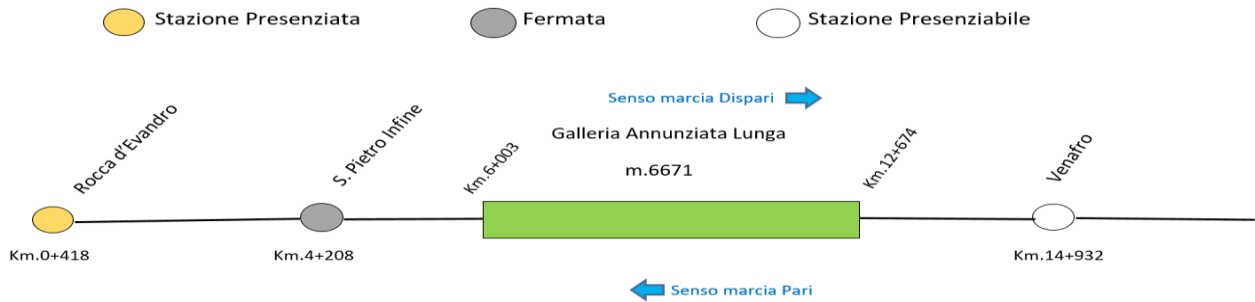 Stazione Presenziata
Fermata
Stazione Presenziabile
Senso marcia Dispari
Rocca d'Evandro
S. Pietro Infine
Km.6+003
Galleria Annunziata Lunga
m.6671
Km.12+674
Venafro
Km.0+418
Km.4+208
Km.14+932
Senso marcia Pari